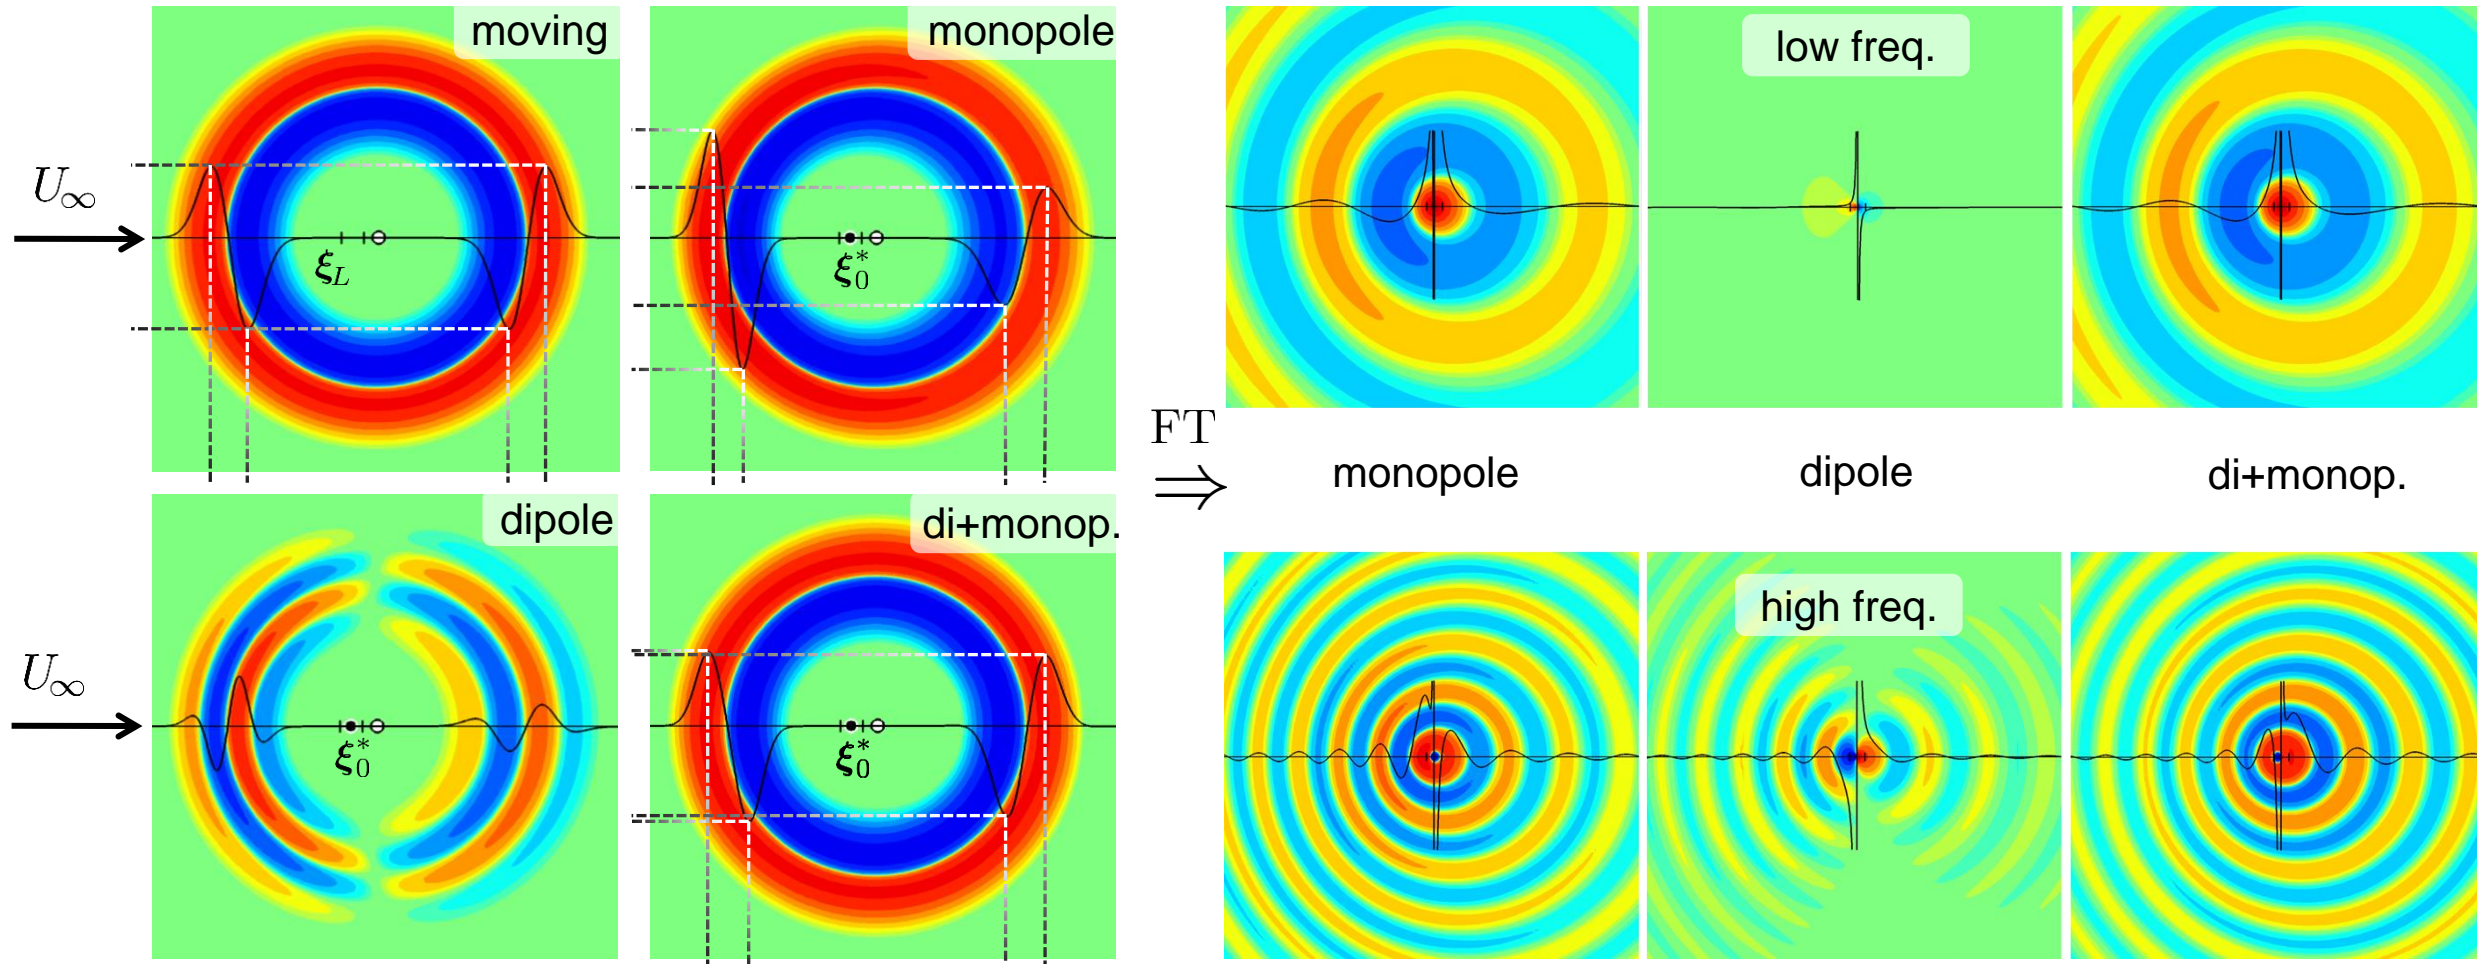 moving
monopole
U∞
ξL
ξ0*
dipole
di+monop.
U∞
ξ0*
ξ0*
FT
⇒
low freq.
monopole
dipole
di+monop.
high freq.